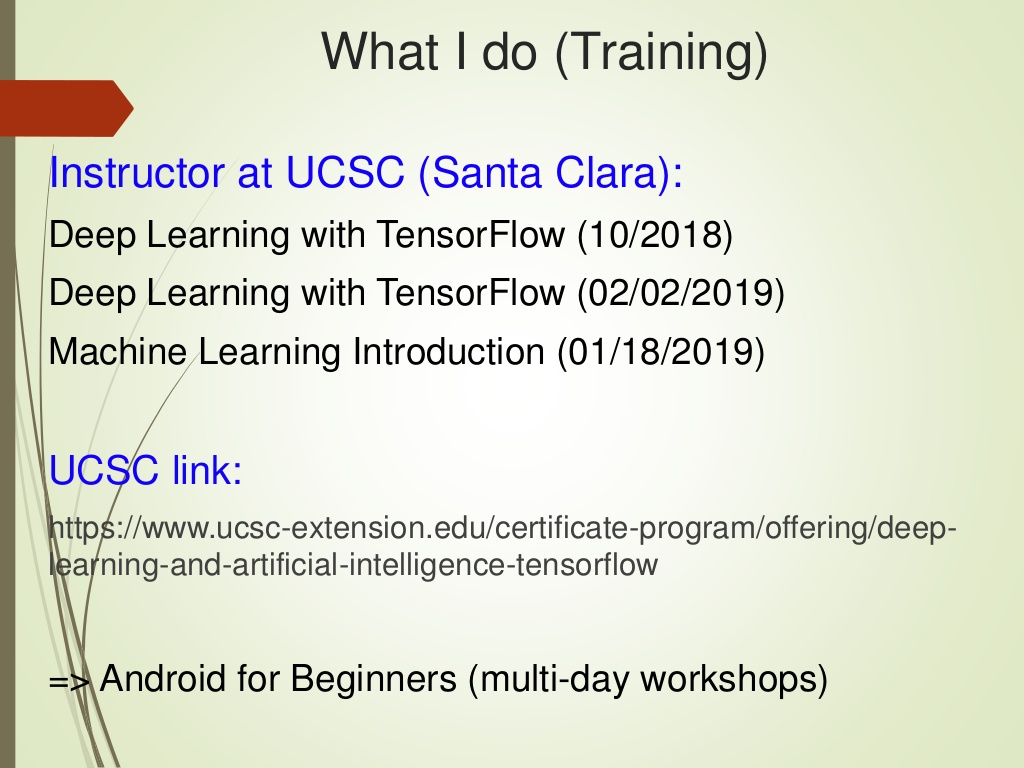 What I do (Training)
Instructor at UCSC (Santa Clara):
Deep Learning with TensorFlow (10/2018)
Deep Learning with TensorFlow (02/02/2019)
Machine Learning Introduction (01/18/2019)
UCSC link:
https://www.ucsc-extension.edu/certificate-program/offering/deep-
learning-and-artificial-intelligence-tensorflow
=> Android for Beginners (multi-day workshops)